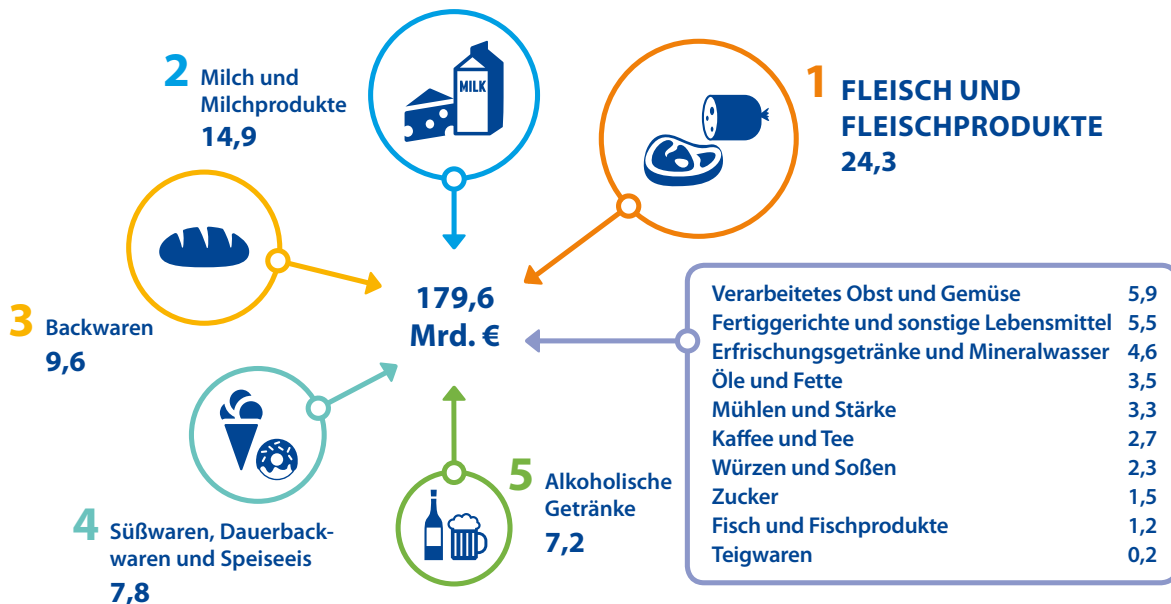 1 FLEISCH UND
FLEISCHPRODUKTE
24,3
2 Milch und
Milchprodukte
14,9
MILK
3 Backwaren
9,6
4 Süßwaren, Dauerback-
waren und Speiseeis
7,8
5 Alkoholische
Getränke
7,2
179,6
Mrd. €
Verarbeitetes Obst und Gemüse 5,9
Fertiggerichte und sonstige Lebensmittel 5,5
Erfrischungsgetränke und Mineralwasser 4,6
Öle und Fette 3,5
Mühlen und Stärke 3,3
Kaffee und Tee 2,7
Würzen und Soßen 2,3
Zucker 1,5
Fisch und Fischprodukte 1,2
Teigwaren 0,2